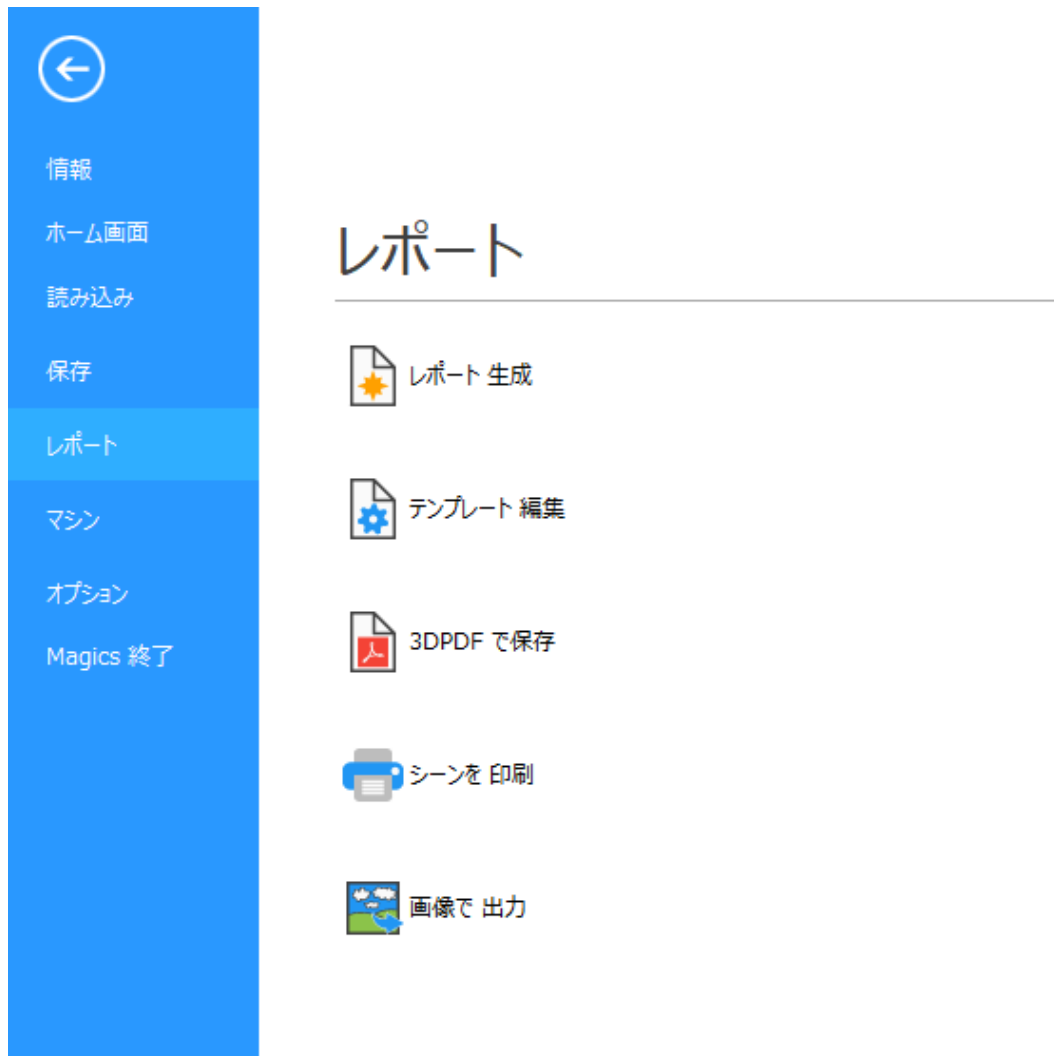 情報
ホーム画面
読み込み
保存
レポート
マシン
オプション
Magics 終了
レポート
レポート 生成
テンプレート 編集
3DPDF で保存
シーンを 印刷
画像で 出力